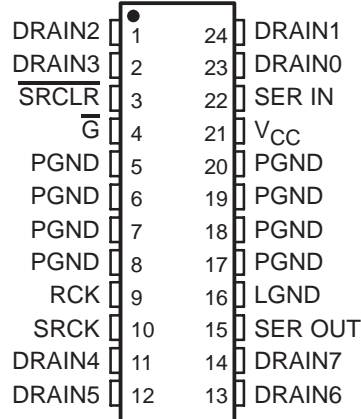 DRAIN2 1 24 DRAIN1
DRAIN3 2 23 DRAIN0
SRCLR 3 22 SER IN
G 4 21 VCC
PGND 5 20 PGND
PGND 6 19 PGND
PGND 7 18 PGND
PGND 8 17 PGND
RCK 9 16 LGND
SRCK 10 15 SER OUT
DRAIN4 11 14 DRAIN7
DRAIN5 12 13 DRAIN6